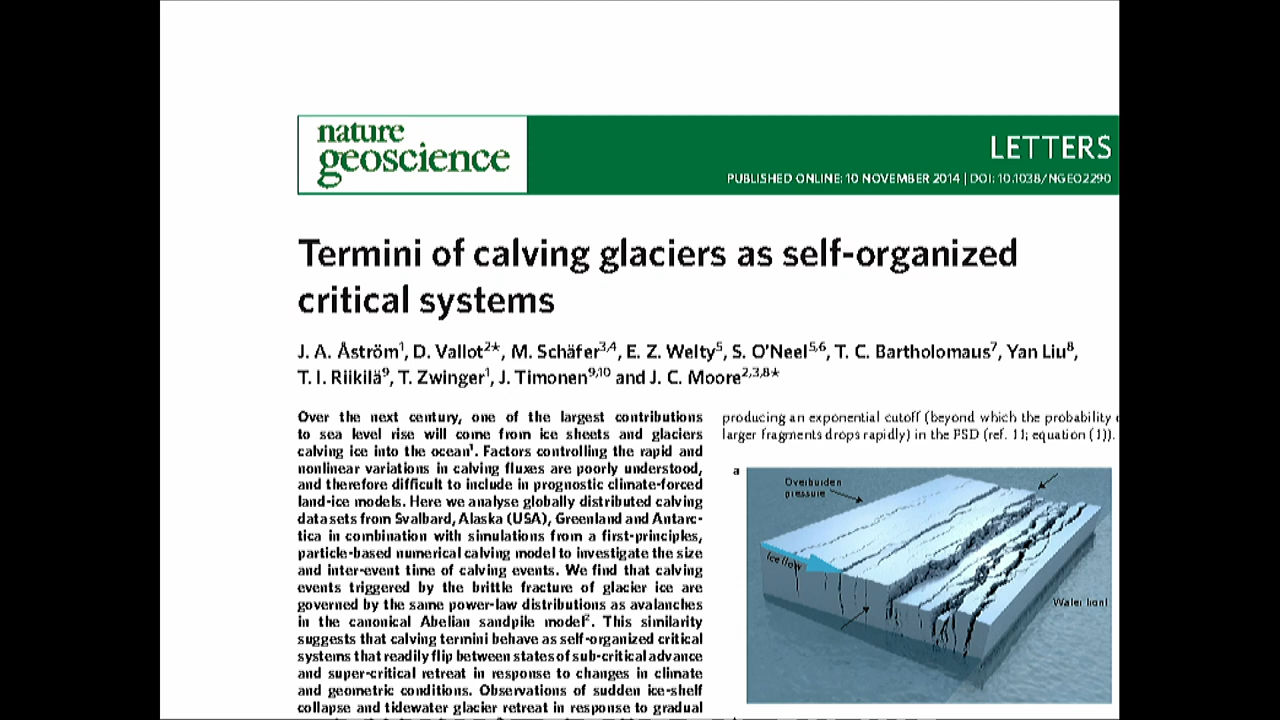 nature
geoscience
LETTERS
PUBLISHED ONLINE: 10 NOVEMBER 2014 | DOI: 10.1038/NGEO2290
Termini of calving glaciers as self-organized
critical systems
J. A. Åström1, D. Vallot2*, M. Schäfer3,4, E. Z. Welty5, S. O'Neel5,6, T. C. Bartholomaus7, Yan Liu8,
T. I. Riikilä9, T. Zwinger1, J. Timonen9,10 and J. C. Moore2,3,8*
Over the next century, one of the largest contributions
to sea level rise will come from ice sheets and glaciers
calving ice into the ocean1. Factors controlling the rapid and
nonlinear variations in calving fluxes are poorly understood,
and therefore difficult to include in prognostic climate-forced
land-ice models. Here we analyse globally distributed calving
data sets from Svalbard, Alaska (USA), Greenland and Antarc-
tica in combination with simulations from a first-principles,
particle-based numerical calving model to investigate the size
and inter-event time of calving events. We find that calving
events triggered by the brittle fracture of glacier ice are
governed by the same power-law distributions as avalanches
in the canonical Abelian sandpile model2. This similarity
suggests that calving termini behave as self-organized critical
systems that readily flip between states of sub-critical advance
and super-critical retreat in response to changes in climate
and geometric conditions. Observations of sudden ice-shelf
collapse and tidewater glacier retreat in response to gradual
producing an exponential cutoff (beyond which the probability
larger fragments drops rapidly) in the PSD (ref. 11; equation (1)).
a
Overburden
pressure
Ice flow
Water